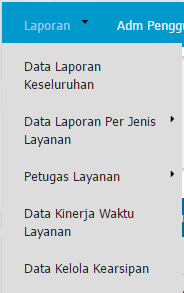 Laporan Adm Pengg
Data Laporan
Keseluruhan
Data Laporan Per Jenis
Layanan
Petugas Layanan
Data Kinerja Waktu
Layanan
Data Kelola Kearsipan